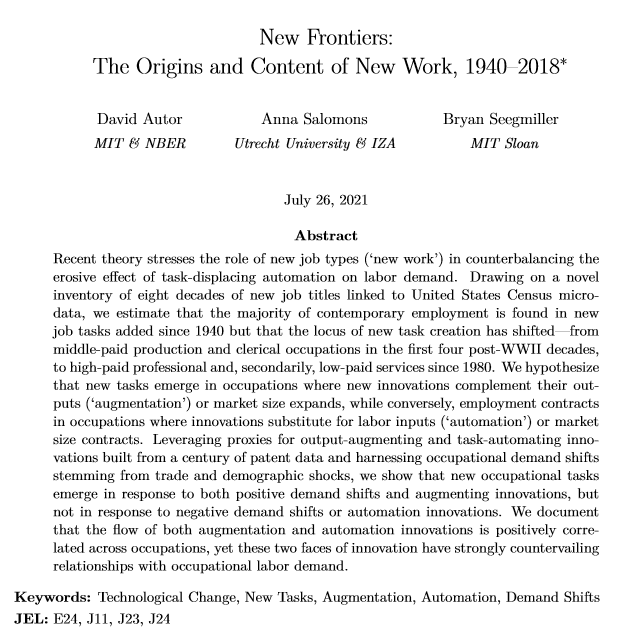 New Frontiers:
The Origins and Content of New Work, 1940–2018*
David Autor
MIT & NBER
Anna Salomons
Utrecht University & IZA
Bryan Seegmiller
MIT Sloan
July 26, 2021
Abstract
Recent theory stresses the role of new job types (‘new work’) in counterbalancing the
erosive effect of task-displacing automation on labor demand. Drawing on a novel
inventory of eight decades of new job titles linked to United States Census micro-
data, we estimate that the majority of contemporary employment is found in new
job tasks added since 1940 but that the locus of new task creation has shifted—from
middle-paid production and clerical occupations in the first four post-WWII decades,
to high-paid professional and, secondarily, low-paid services since 1980. We hypothesize
that new tasks emerge in occupations where new innovations complement their out-
puts (‘augmentation’) or market size expands, while conversely, employment contracts
in occupations where innovations substitute for labor inputs (‘automation’) or market
size contracts. Leveraging proxies for output-augmenting and task-automating inno-
vations built from a century of patent data and harnessing occupational demand shifts
stemming from trade and demographic shocks, we show that new occupational tasks
emerge in response to both positive demand shifts and augmenting innovations, but
not in response to negative demand shifts or automation innovations. We document
that the flow of both augmentation and automation innovations is positively corre-
lated across occupations, yet these two faces of innovation have strongly countervailing
relationships with occupational labor demand.
Keywords: Technological Change, New Tasks, Augmentation, Automation, Demand Shifts
JEL: E24, J11, J23, J24